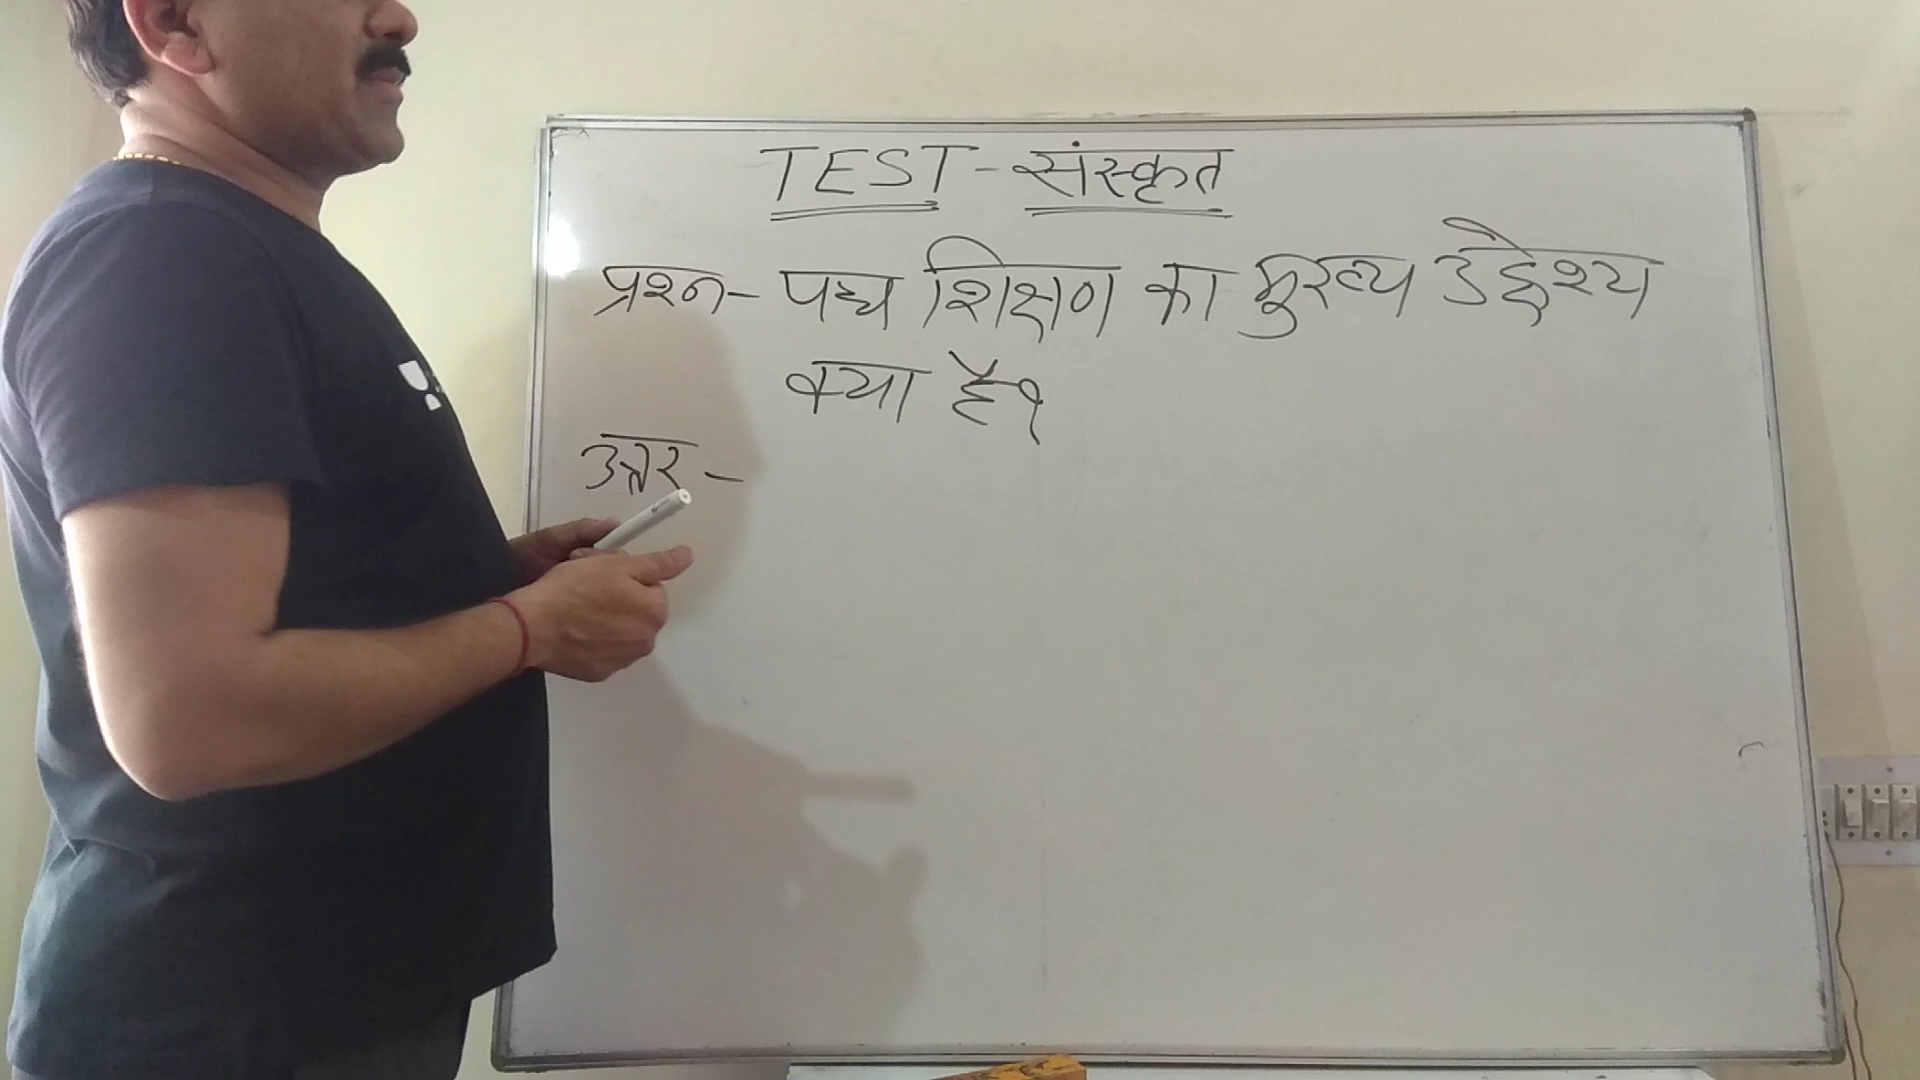 TEST - संस्कृत
प्रश्न - पद्य शिक्षण का मुख्य उद्देश्य
क्या है?
उत्तर -